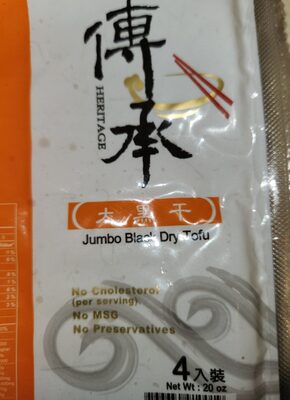 傳承
HERITAGE
大黑干
Jumbo Black Dry Tofu
No Cholesterol
(per serving)
No MSG
No Preservatives
4入裝
Net Wt : 20 oz